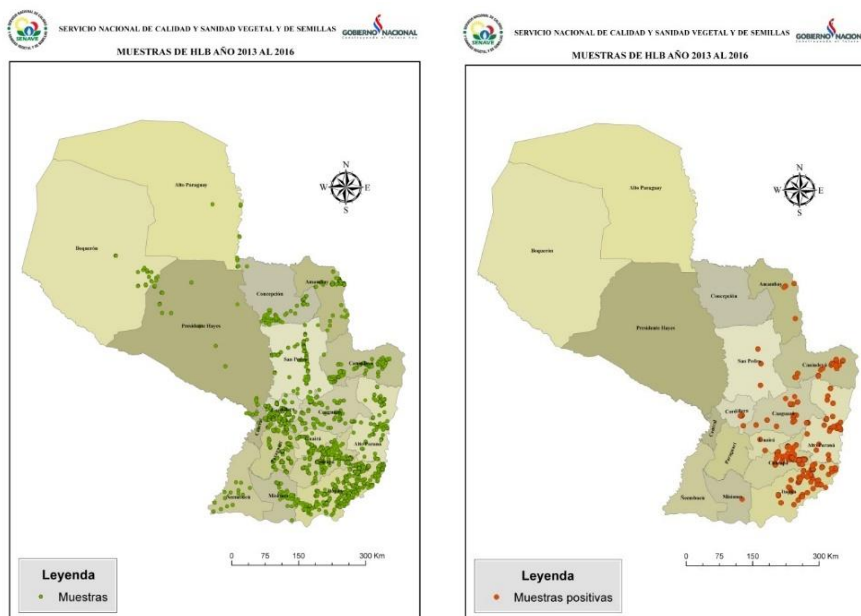 SENAVE
SERVICIO NACIONAL DE CALIDAD Y SANIDAD VEGETAL Y DE SEMILLAS
GOBIERNO NACIONAL
MUESTRAS DE HLB AÑO 2013 AL 2016
N
W E
S
Alto Paraguay
Boquerón
Concepción
Amambay
Presidente Hayes
San Pedro
Canindeyú
Caaguazú
Guairá
Alto Paraná
Ñeembucú
Misiones
0 75 150 300 Km
Leyenda
Muestras
SENAVE
SERVICIO NACIONAL DE CALIDAD Y SANIDAD VEGETAL Y DE SEMILLAS
GOBIERNO NACIONAL
MUESTRAS DE HLB AÑO 2013 AL 2016
N
W E
S
Alto Paraguay
Boquerón
Amambay
Concepción
Presidente Hayes
San Pedro
Canindeyú
Cordillera
Caaguazú
Central
Guairá
Alto Paraná
Paraguarí
Caazapá
Ñeembucú
Misiones
Itapúa
0 75 150 300 Km
Leyenda
Muestras positivas